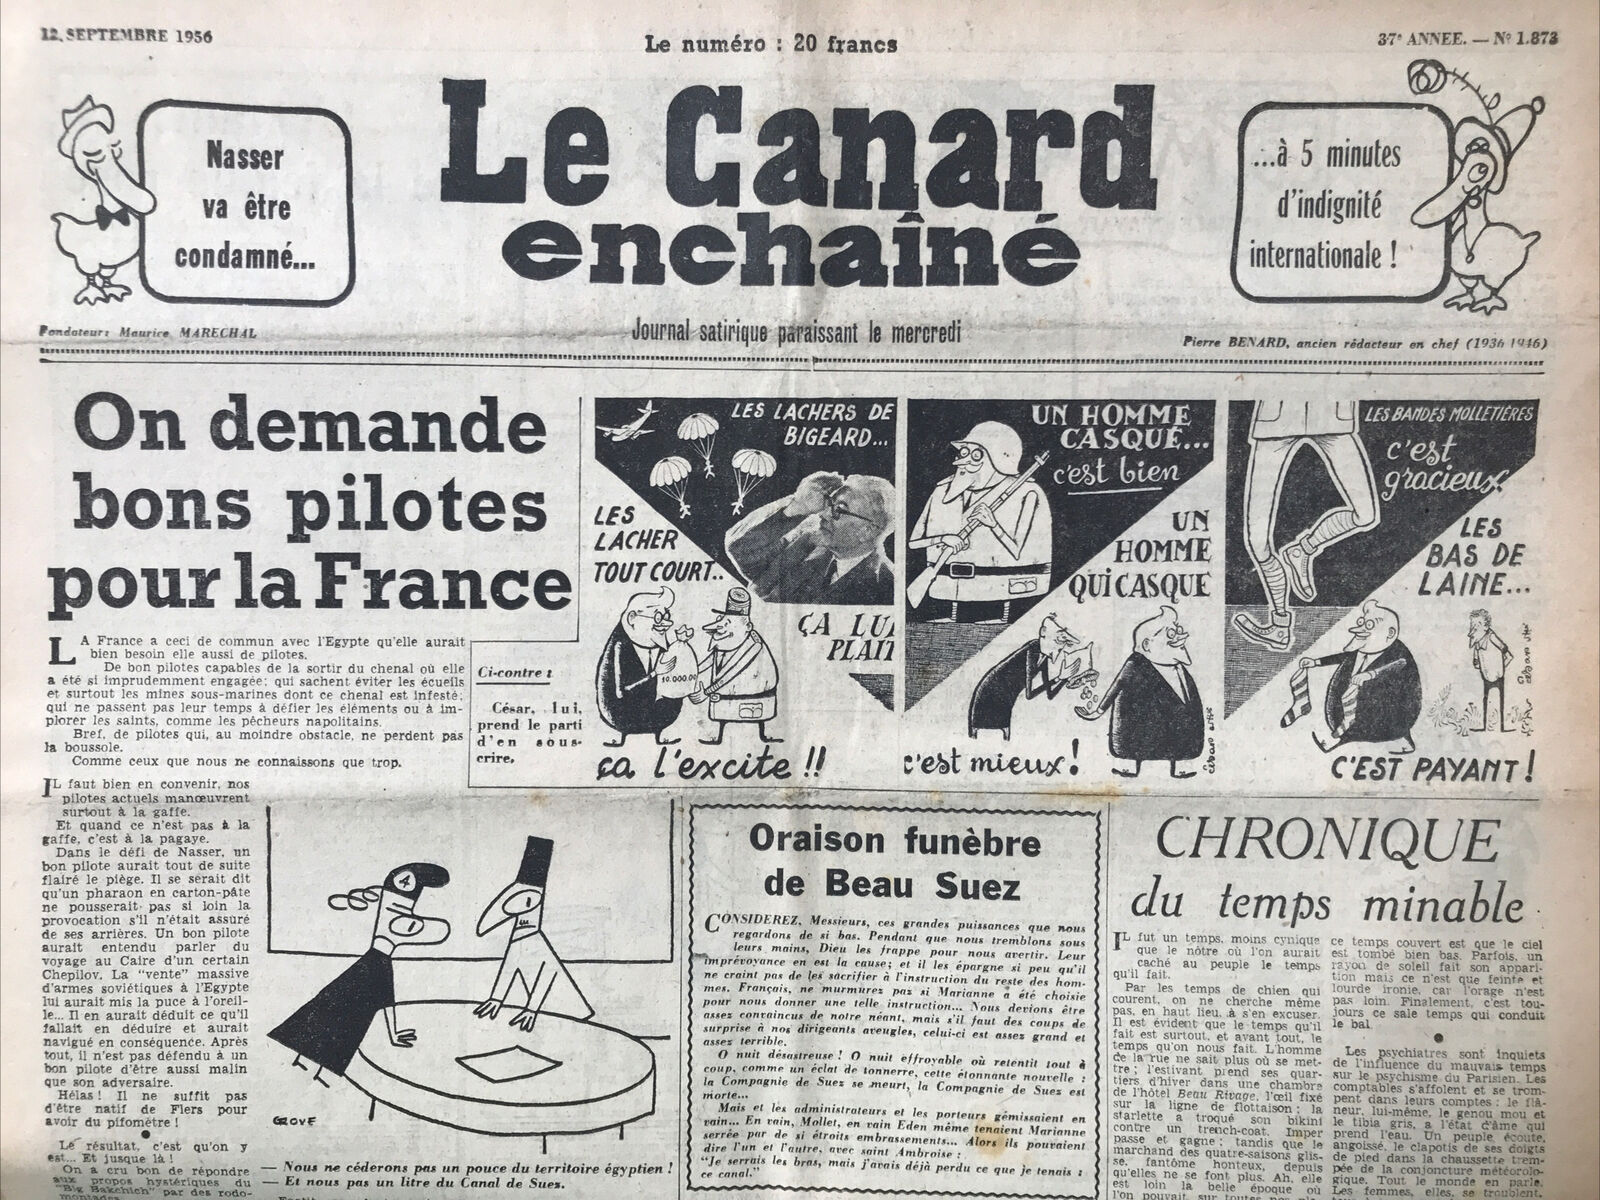 12, SEPTEMBRE 1956
Le numéro : 20 francs
37e ANNEE. — No 1.873
Nasser
va être
condamné...
Le Canard
enchaîné
...à 5 minutes
d'indignité
internationale !
Fondateur: Maurice MARECHAL
Journal satirique paraissant le mercredi
Pierre BENARD, ancien rédacteur en chef (1936 1946)
On demande
bons pilotes
pour la France
LA France a ceci de commun avec l'Egypte qu'elle aurait
bien besoin elle aussi de pilotes.
De bon pilotes capables de la sortir du chenal où elle
a été si imprudemment engagée; qui sachent éviter les écueils
et surtout les mines sous-marines dont ce chenal est infesté;
qui ne passent pas leur temps à défier les éléments ou à im-
plorer les saints, comme les pêcheurs napolitains.
Bref, de pilotes qui, au moindre obstacle, ne perdent pas
la boussole.
Comme ceux que nous ne connaissons que trop.
IL faut bien en convenir, nos
pilotes actuels manœuvrent
surtout à la gaffe.
Et quand ce n'est pas à la
gaffe, c'est à la pagaye.
Dans le défi de Nasser, un
bon pilote aurait tout de suite
flairé le piège. Il se serait dit
qu'un pharaon en carton-pâte
ne pousserait pas si loin la
provocation s'il n'était assuré
de ses arrières. Un bon pilote
aurait entendu parler du
voyage au Caire d'un certain
Chepilov. La "vente" massive
d'armes soviétiques à l'Egypte
lui aurait mis la puce à l'oreil-
le... Il en aurait déduit ce qu'il
fallait en déduire et aurait
navigué en conséquence. Après
tout, il n'est pas défendu à un
bon pilote d'être aussi malin
que son adversaire.
Hélas ! Il ne suffit pas
d'être natif de Flers pour
avoir du pifomètre !
Le résultat, c'est qu'on y
est... Et jusque là !
On a cru bon de répondre
aux propos hystériques du
"Big Bakchich" par des rodo-
montades
Ci-contre :
César, lui,
prend le parti
d'en sous-
crire,
LES LACHERS DE
BIGEARD...
LES
LACHER
TOUT COURT..
ÇA LUI
PLAIT
10.000.00
ça l'excite !!
UN HOMME
CASQUÉ...
c'est bien
UN
HOMME
QUI CASQUE
c'est mieux !
LES BANDES MOLLETIÈRES
c'est
gracieux
LES
BAS DE
LAINE...
C'EST PAYANT !
4
GROVE
— Nous ne céderons pas un pouce du territoire égyptien !
— Et nous pas un litre du Canal de Suez.
Oraison funèbre
de Beau Suez
CONSIDEREZ, Messieurs, ces grandes puissances que nous
regardons de si bas. Pendant que nous tremblons sous
leurs mains, Dieu les frappe pour nous avertir. Leur
imprévoyance en est la cause; et il les épargne si peu qu'il
ne craint pas de les sacrifier à l'instruction du reste des hom-
mes. Français, ne murmurez pas si Marianne a été choisie
pour nous donner une telle instruction... Nous devions être
assez convaincus de notre néant, mais s'il faut des coups de
surprise à nos dirigeants aveugles, celui-ci est assez grand et
assez terrible.
O nuit désastreuse ! O nuit effroyable où retentit tout à
coup, comme un éclat de tonnerre, cette étonnante nouvelle :
la Compagnie de Suez se meurt, la Compagnie de Suez est
morte...
Mais et les administrateurs et les porteurs gémissaient en
vain... En vain, Mollet, en vain Eden même tenaient Marianne
serrée par de si étroits embrassements... Alors ils pouvaient
dire l'un et l'autre, avec saint Ambroise :
"Je serrais les bras, mais j'avais déjà perdu ce que je tenais :
ce canal."
CHRONIQUE
du temps minable
IL fut un temps, moins cynique
que le nôtre où l'on aurait
caché au peuple le temps
qu'il fait.
Par les temps de chien qui
courent, on ne cherche même
pas, en haut lieu, à s'en excuser.
Il est évident que le temps qu'il
fait est surtout, et avant tout, le
temps qu'on nous fait. L'homme
de la rue ne sait plus où se met-
tre ; l'estivant prend ses quar-
tiers d'hiver dans une chambre
de l'hôtel Beau Rivage, l'œil fixé
sur la ligne de flottaison ; la
starlette a troqué son bikini
contre un trench-coat. Imper
passe et gagne ; tandis que le
marchand des quatre-saisons glis-
se, fantôme honteux, depuis
qu'elles ne se font plus. Ah, elle
est loin la belle époque où
l'on pouvait
ce temps couvert est que le ciel
est tombé bien bas. Parfois, un
rayon de soleil fait son appari-
tion mais ce n'est que feinte et
lourde ironie, car l'orage n'est
pas loin. Finalement, c'est tou-
jours ce sale temps qui conduit
le bal.
Les psychiatres sont inquiets
de l'influence du mauvais temps
sur le psychisme du Parisien. Les
comptables s'affolent et se trom-
pent dans leurs comptes ; le flâ-
neur, lui-même, le genou mou et
le tibia gris, a l'état d'âme qui
prend l'eau. Un peuple écoute,
angoissé, le clapotis de ses doigts
de pied dans la chaussette trem-
pée de la conjoncture météorolo-
gique. Tout le monde en parle.
Les femmes, elles, se troublent,